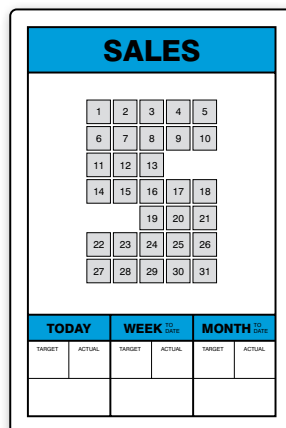 SALES
1 2 3 4 5
6 7 8 9 10
11 12 13
14 15 16 17 18
19 20 21
22 23 24 25 26
27 28 29 30 31
TODAY WEEK TO DATE MONTH TO DATE
TARGET ACTUAL TARGET ACTUAL TARGET ACTUAL